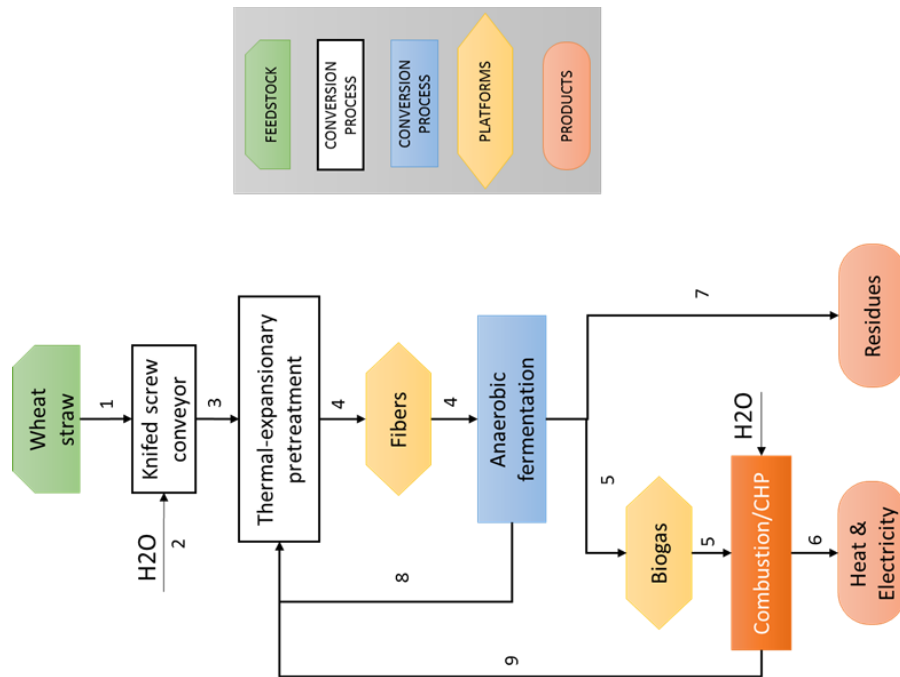 FEEDSTOCK
CONVERSION
PROCESS
CONVERSION
PROCESS
PLATFORMS
PRODUCTS
Wheat
straw
1
Knifed screw
conveyor
H2O
2
3
Thermal-expansionary
pretreatment
4
Fibers
4
Anaerobic
fermentation
8
5
7
Biogas
5
H2O
Combustion/CHP
9
6
Heat &
Electricity
Residues